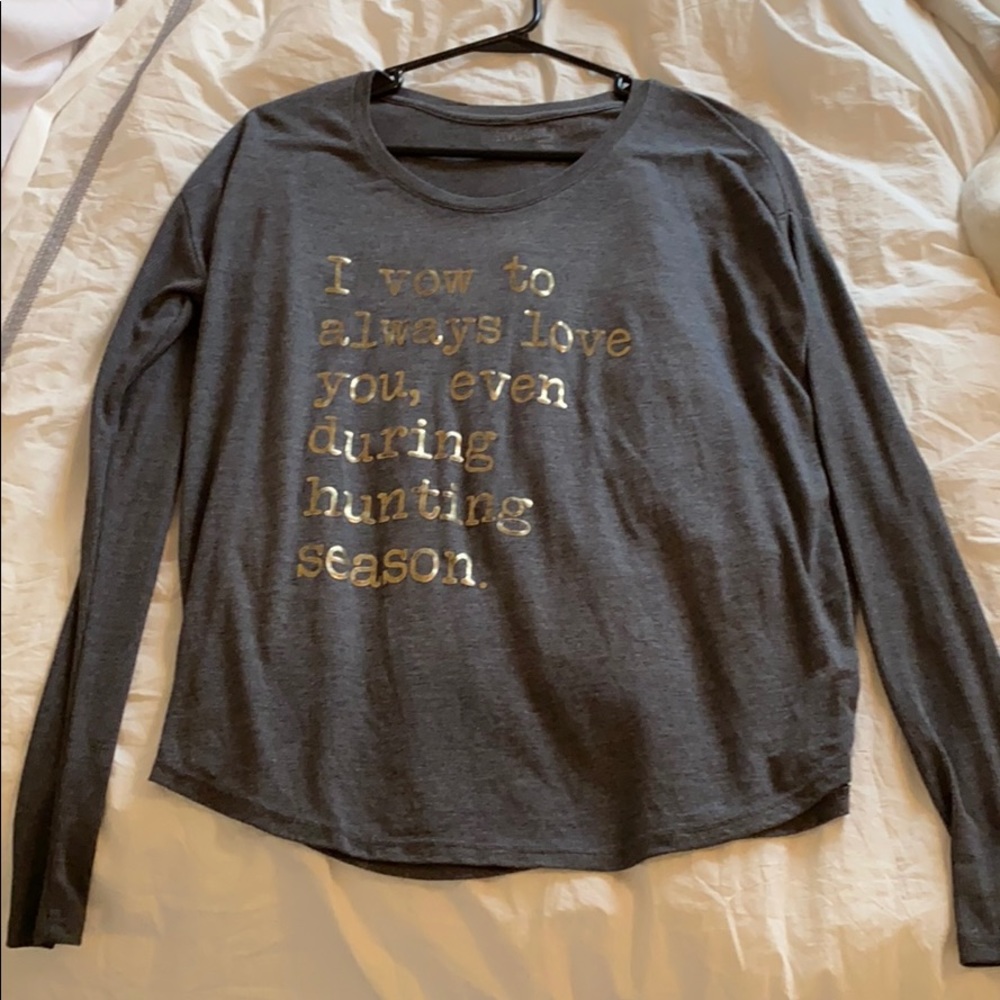 I vow to
always love
you, even
during
hunting
season.